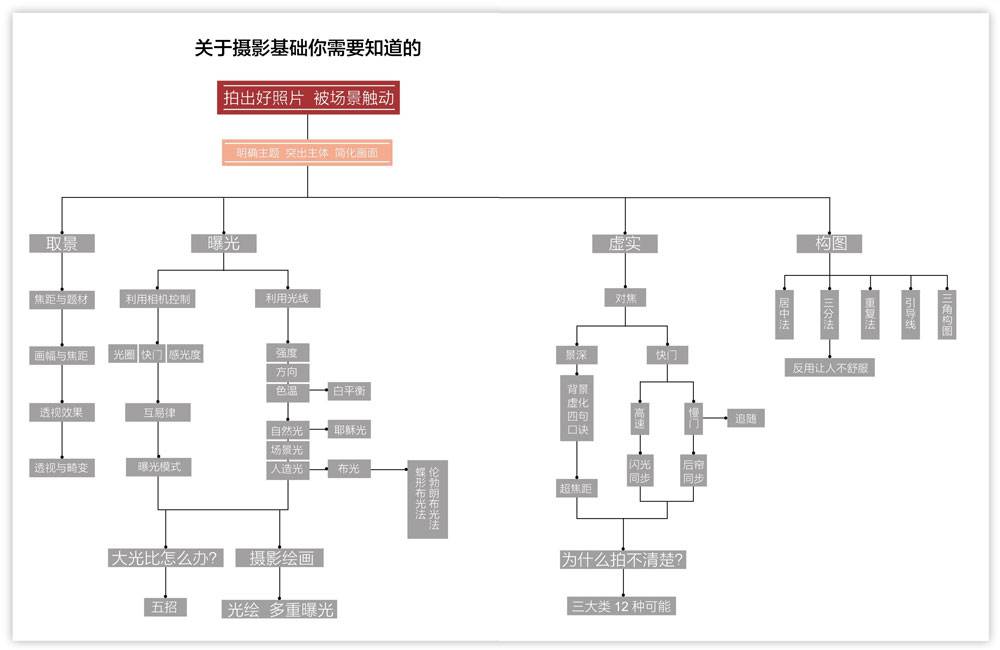 关于摄影基础你需要知道的
拍出好照片 被场景触动
明确主题 突出主体 简化画面
取景
曝光
虚实
构图
焦距与题材
画幅与焦距
透视效果
透视与畸变
利用相机控制
利用光线
光圈
快门
感光度
互易律
曝光模式
强度
方向
色温
白平衡
自然光
耶稣光
场景光
人造光
布光
伦勃朗布光法
蝶形布光法
大光比怎么办?
五招
摄影绘画
光绘 多重曝光
对焦
景深
快门
背景
虚化
四句
口诀
超焦距
高速
慢门
追随
闪光
同步
后帘
同步
为什么拍不清楚?
三大类 12 种可能
居中法
三分法
重复法
引导线
三角构图
反用让人不舒服